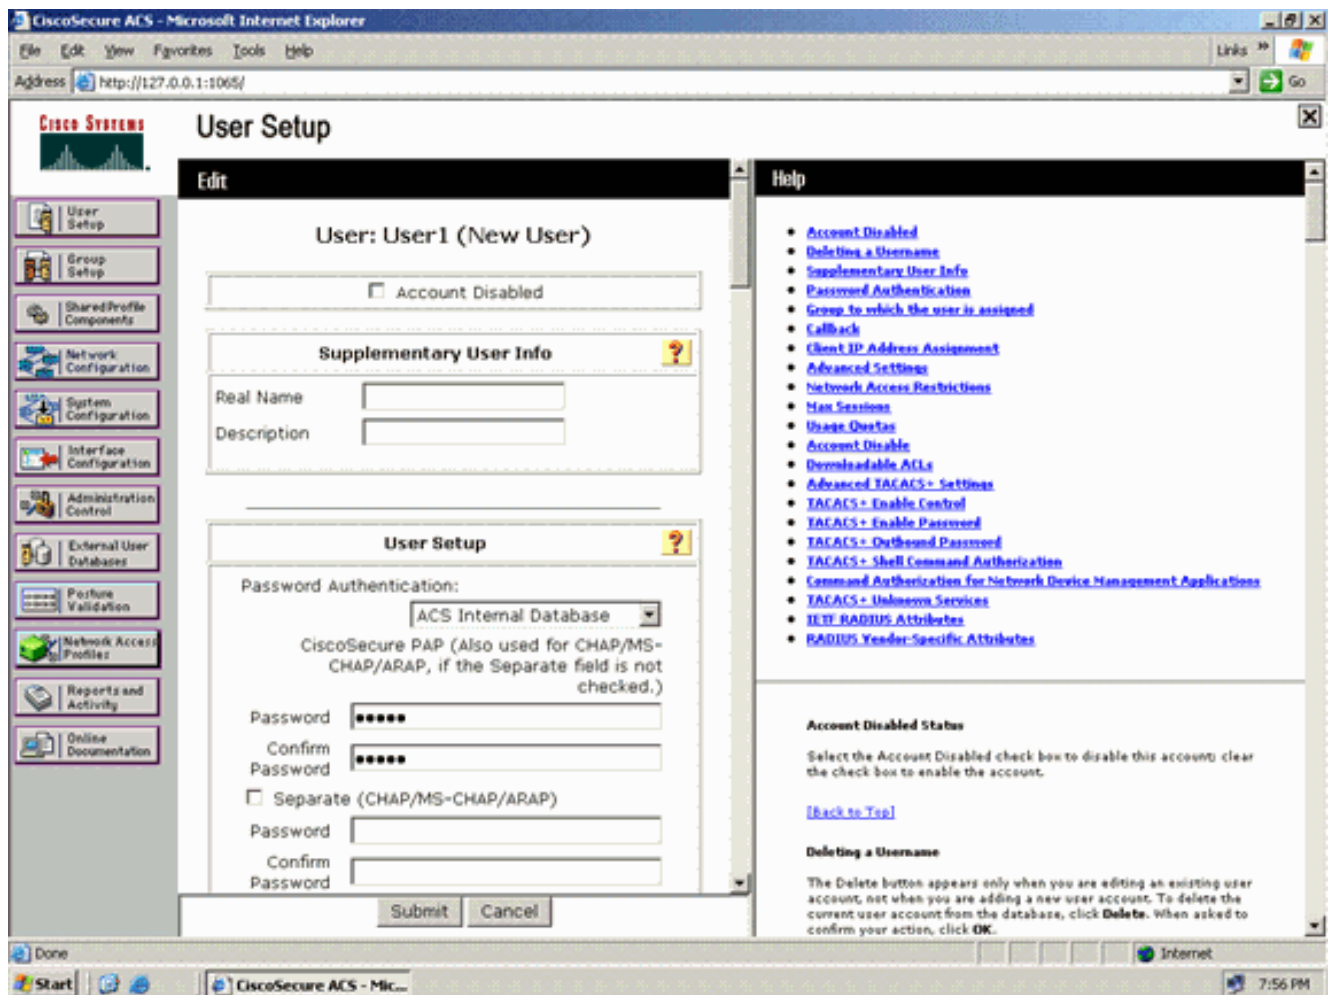 CiscoSecure ACS - Microsoft Internet Explorer
File Edit View Favorites Tools Help
Links »
Address http://127.0.0.1:1065/
Go
CISCO SYSTEMS
User Setup
User Setup
Group Setup
Shared Profile Components
Network Configuration
System Configuration
Interface Configuration
Administration Control
External User Databases
Posture Validation
Network Access Profiles
Reports and Activity
Online Documentation
Edit
User: User1 (New User)
Account Disabled
Supplementary User Info
?
Real Name
Description
User Setup
?
Password Authentication:
ACS Internal Database
CiscoSecure PAP (Also used for CHAP/MS-
CHAP/ARAP, if the Separate field is not
checked.)
Password •••••
Confirm
Password •••••
Separate (CHAP/MS-CHAP/ARAP)
Password
Confirm
Password
Submit Cancel
Help
• Account Disabled
• Deleting a Username
• Supplementary User Info
• Password Authentication
• Group to which the user is assigned
• Callback
• Client IP Address Assignment
• Advanced Settings
• Network Access Restrictions
• Max Sessions
• Usage Quotas
• Account Disable
• Downloadable ACLs
• Advanced TACACS+ Settings
• TACACS+ Enable Control
• TACACS+ Enable Password
• TACACS+ Outbound Password
• TACACS+ Shell Command Authorization
• Command Authorization for Network Device Management Applications
• TACACS+ Unknown Services
• IETF RADIUS Attributes
• RADIUS Vendor-Specific Attributes
Account Disabled Status
Select the Account Disabled check box to disable this account; clear
the check box to enable the account.
[Back to Top]
Deleting a Username
The Delete button appears only when you are editing an existing user
account, not when you are adding a new user account. To delete the
current user account from the database, click Delete. When asked to
confirm your action, click OK.
Done
Internet
Start
CiscoSecure ACS - Mic...
7:56 PM